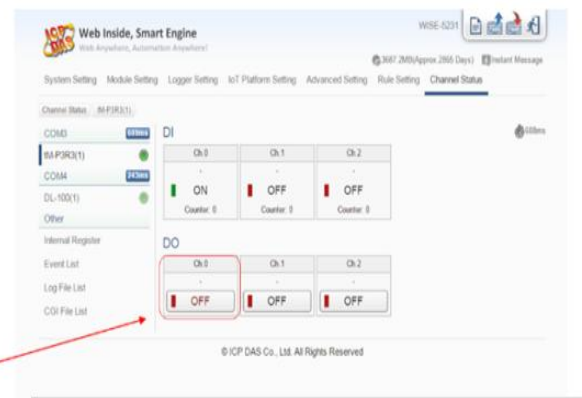 ICP DAS
Web Inside, Smart Engine
Web Anywhere, Automation Anywhere!
WISE-5231
3687.2MB(Approx.2866 Days) Instant Message
System Setting Module Setting Logger Setting IoT Platform Setting Advanced Setting Rule Setting Channel Status
Channel Status tM-P3R3(1)
COM3
DI
tM-P3R3(1)
Ch.0 Ch.1 Ch.2
COM4
ON OFF OFF
DL-100(1)
Counter: 0 Counter: 0 Counter: 0
Other
Internal Register
DO
Event List
Ch.0 Ch.1 Ch.2
Log File List
OFF OFF OFF
CGI File List
© ICP DAS Co., Ltd. All Rights Reserved